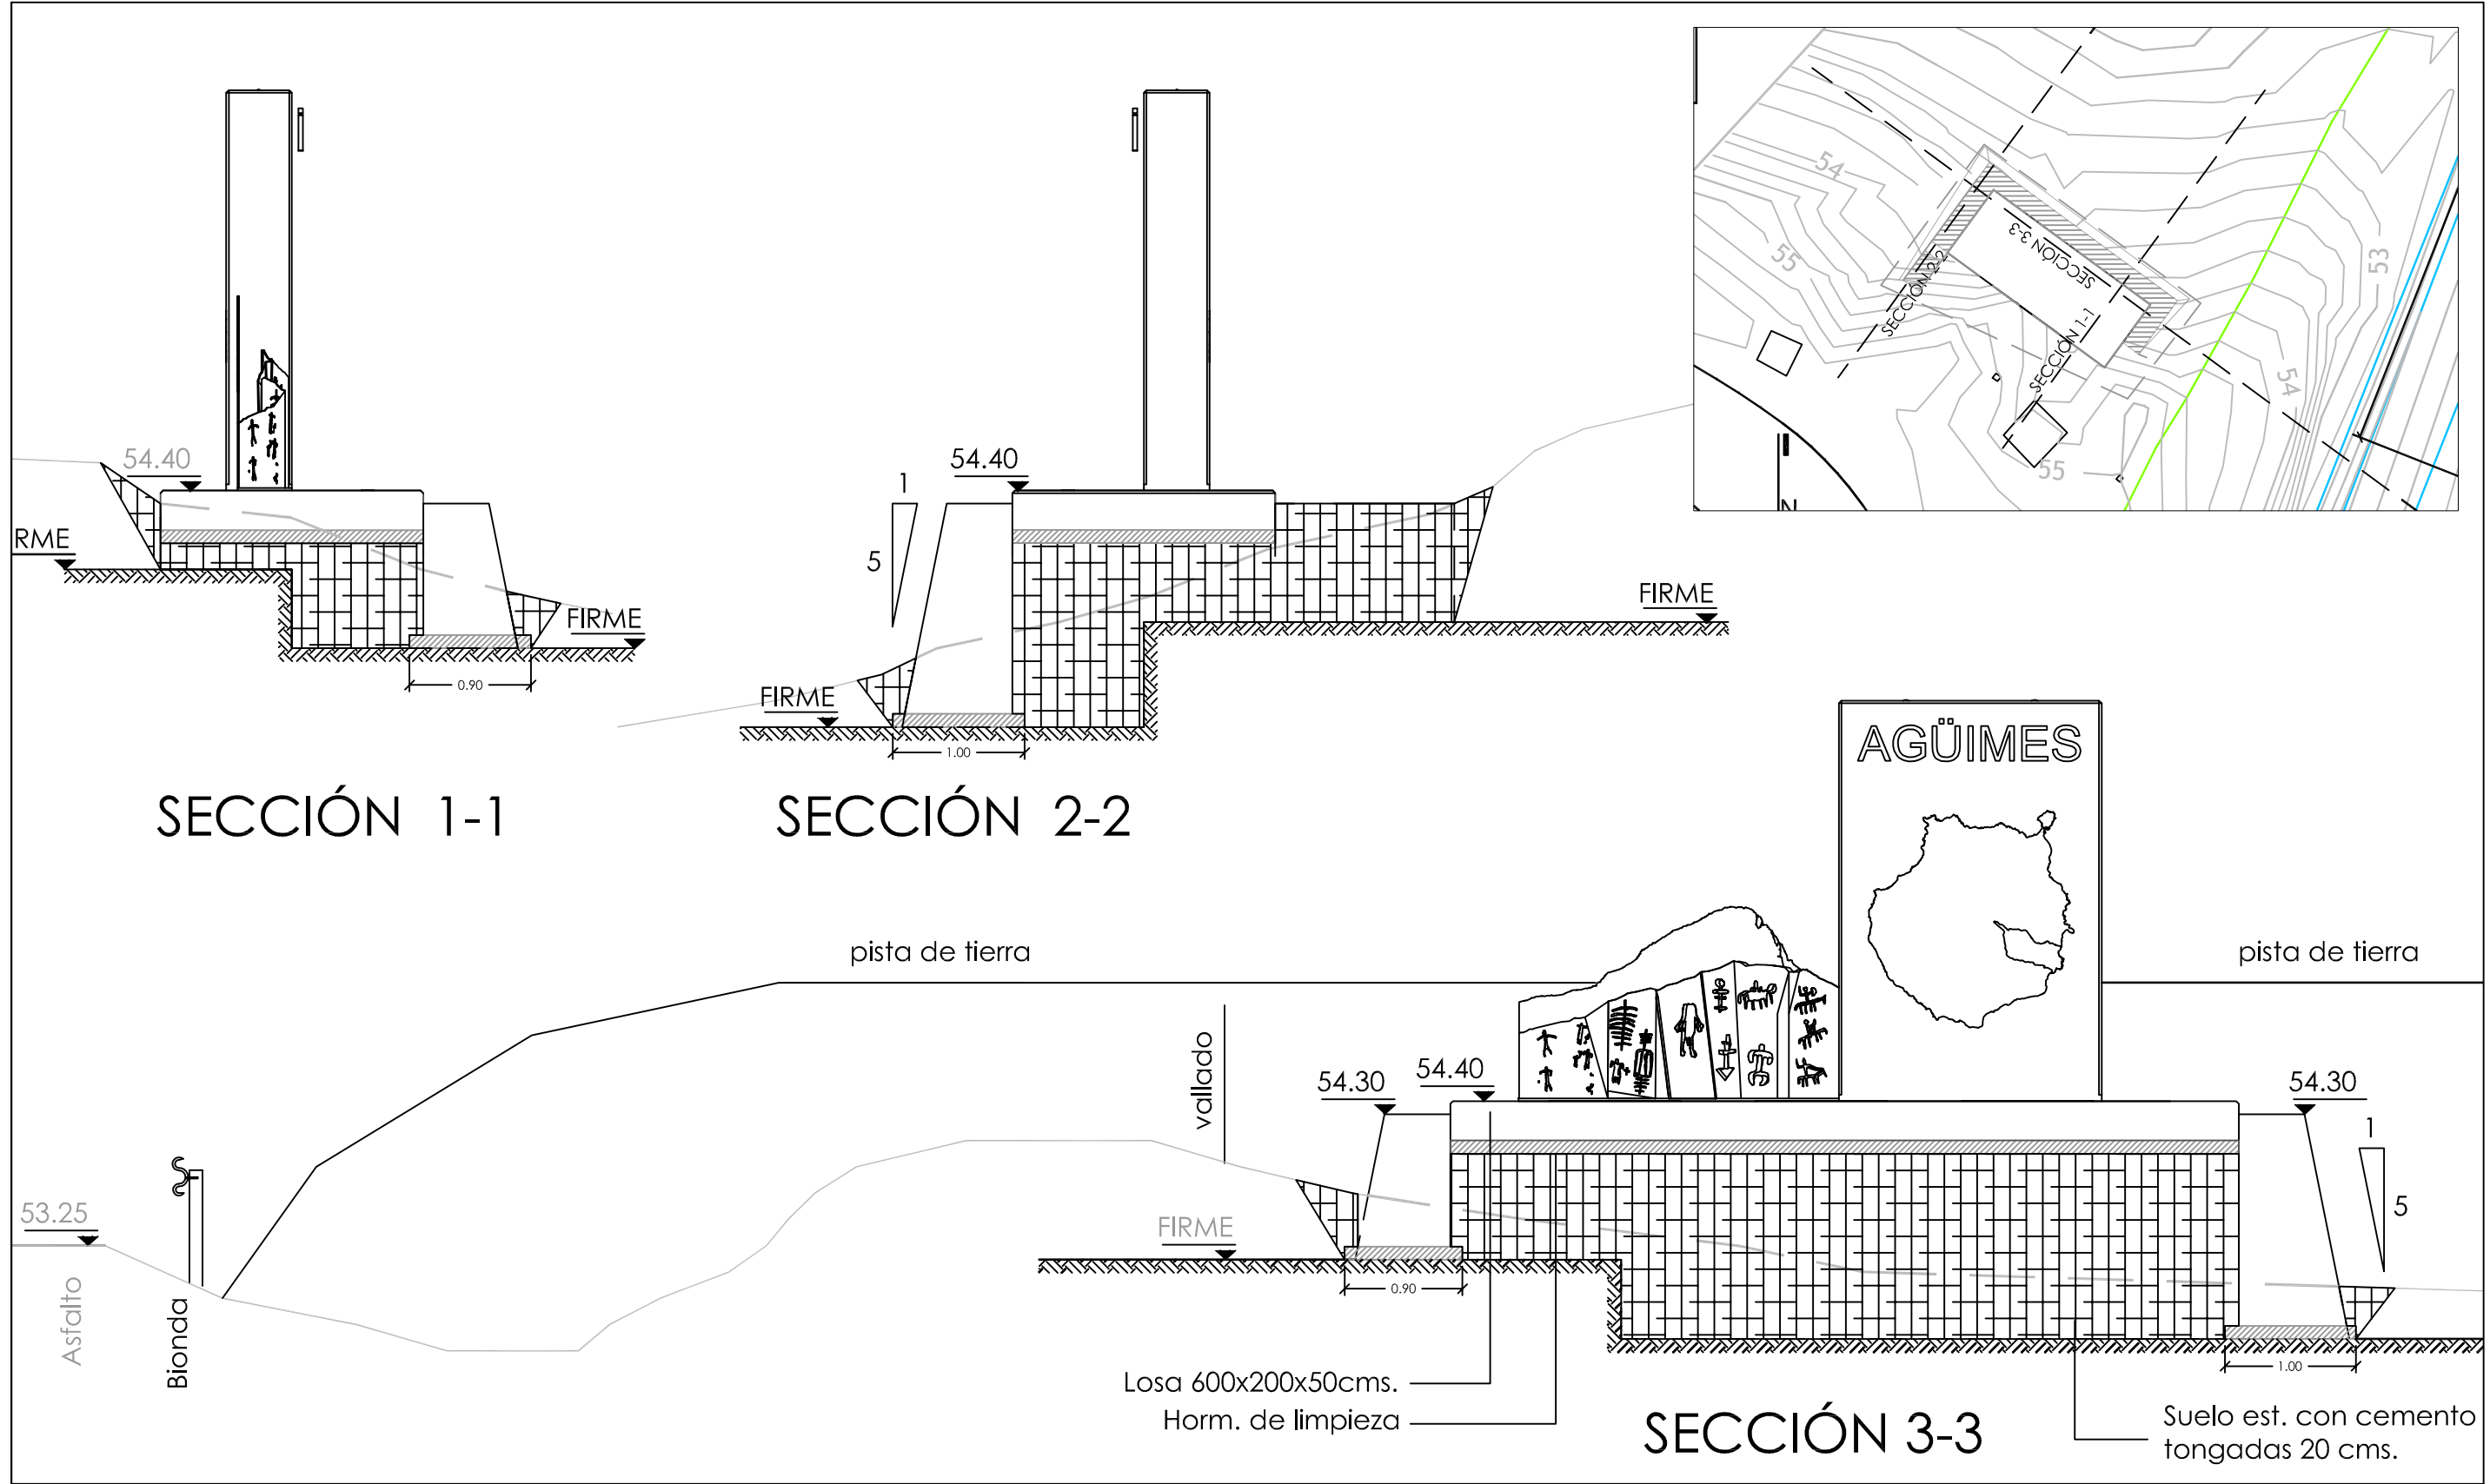 54.40
RME
FIRME
0.90
SECCIÓN 1-1
54.40
1
5
FIRME
FIRME
1.00
SECCIÓN 2-2
54
55
SECCIÓN 2-2
SECCIÓN 3-3
SECCIÓN 1-1
53
54
55
N
AGÜIMES
pista de tierra
pista de tierra
vallado
54.30
54.40
54.30
1
5
53.25
Asfalto
Bionda
FIRME
0.90
1.00
Losa 600x200x50cms.
Horm. de limpieza
SECCIÓN 3-3
Suelo est. con cemento
tongadas 20 cms.